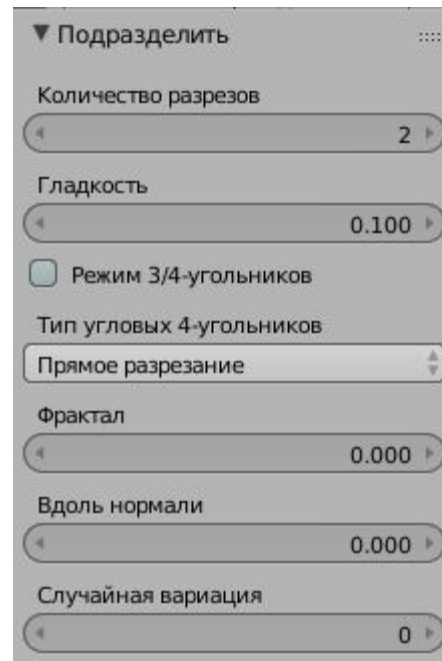 Подразделить
Количество разрезов
2
Гладкость
0.100
Режим 3/4-угольников
Тип угловых 4-угольников
Прямое разрезание
Фрактал
0.000
Вдоль нормали
0.000
Случайная вариация
0